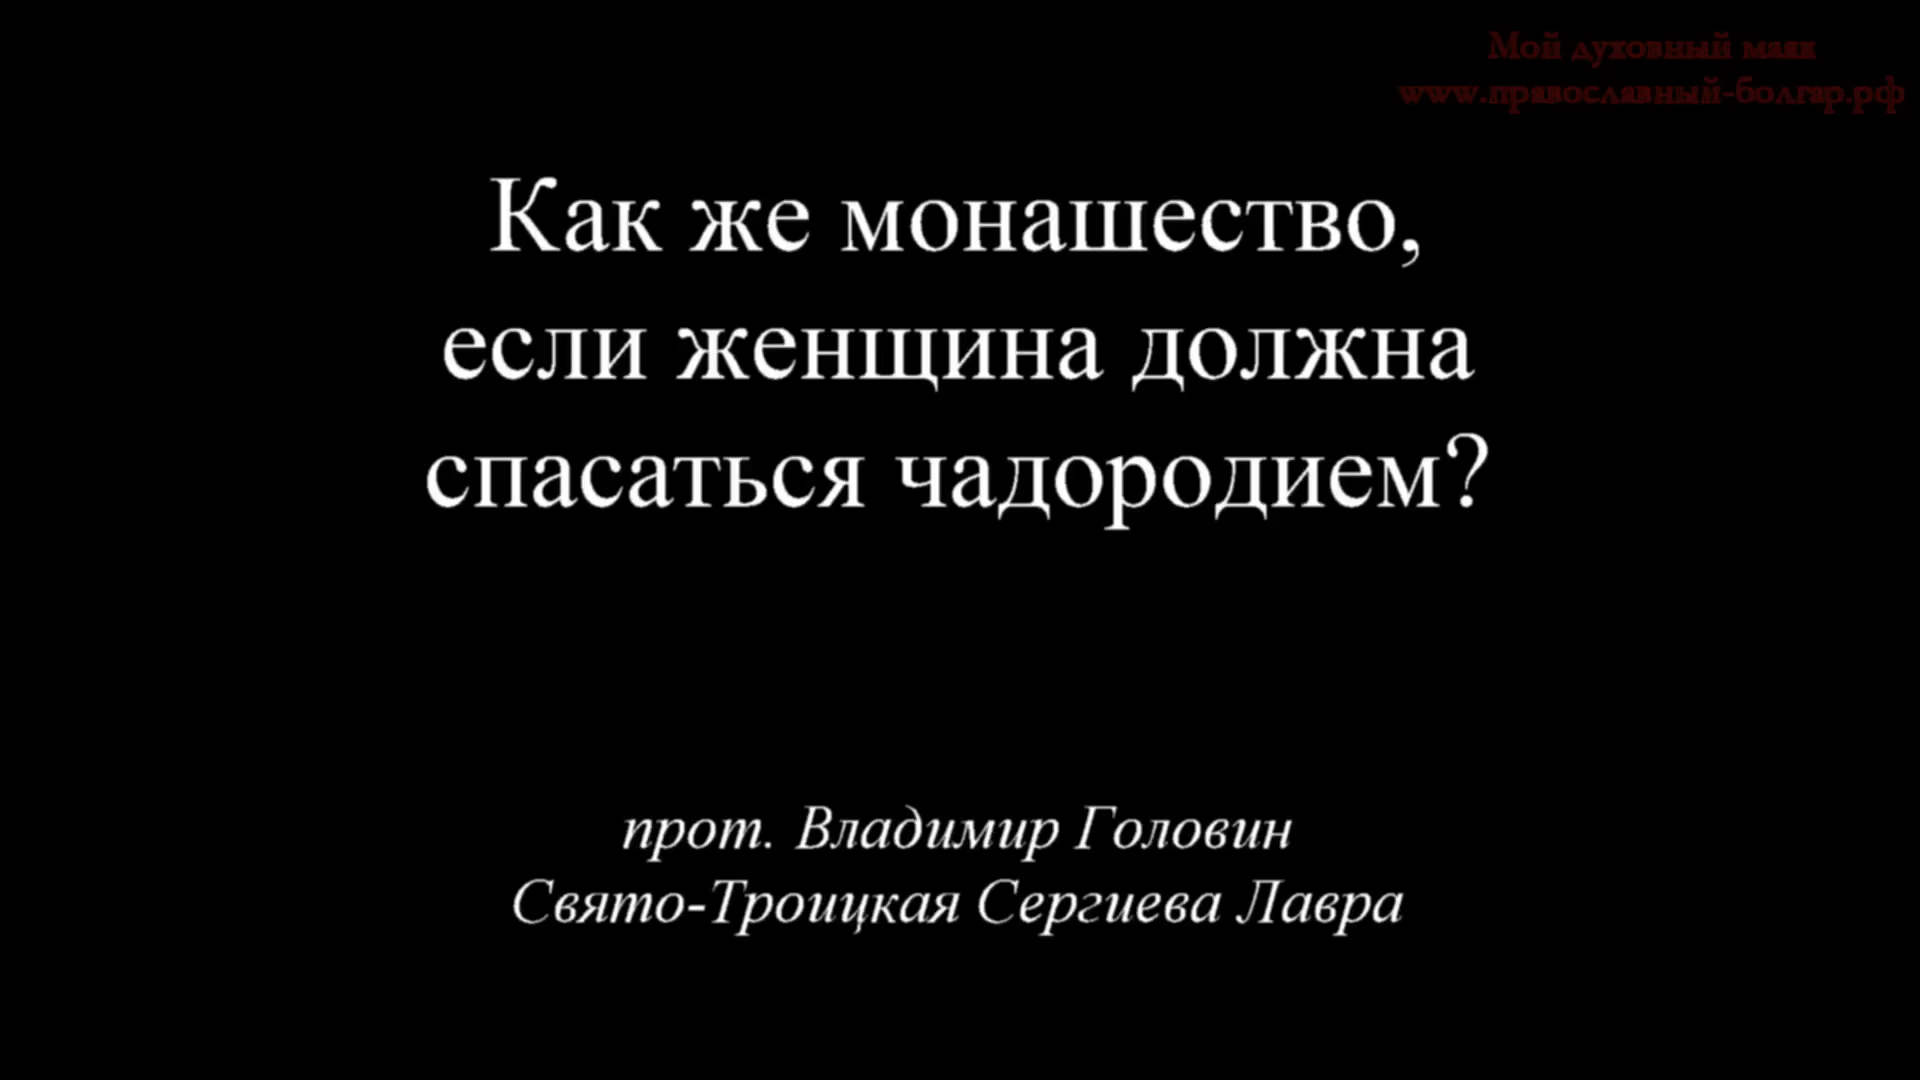 Мой духовный маяк
www.православный-болгар.рф
Как же монашество,
если женщина должна
спасаться чадородием?
прот. Владимир Головин
Свято-Троицкая Сергиева Лавра